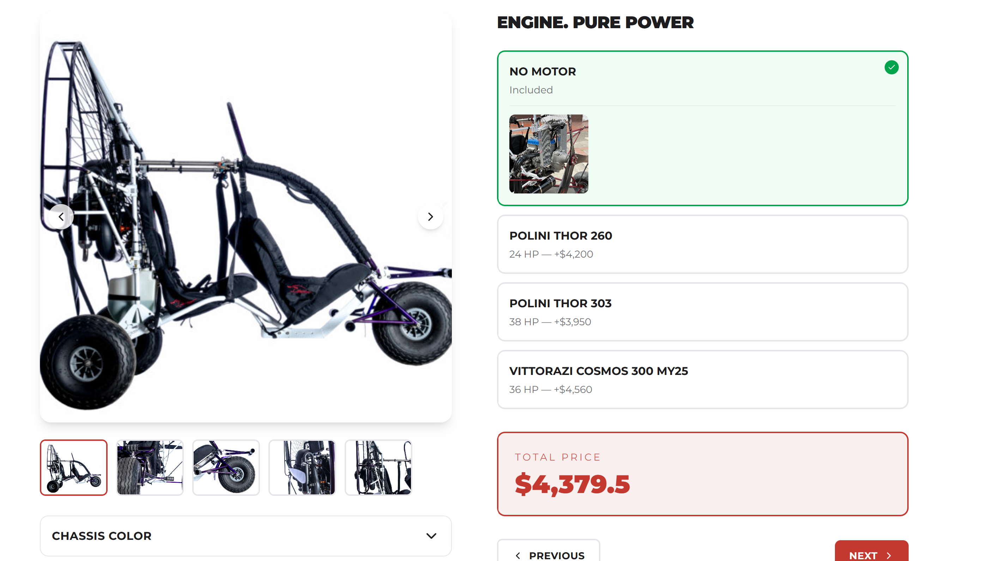 ENGINE. PURE POWER
NO MOTOR
Included
POLINI THOR 260
24 HP — +$4,200
POLINI THOR 303
38 HP — +$3,950
VITTORAZI COSMOS 300 MY25
36 HP — +$4,560
TOTAL PRICE
$4,379.5
CHASSIS COLOR
PREVIOUS
NEXT